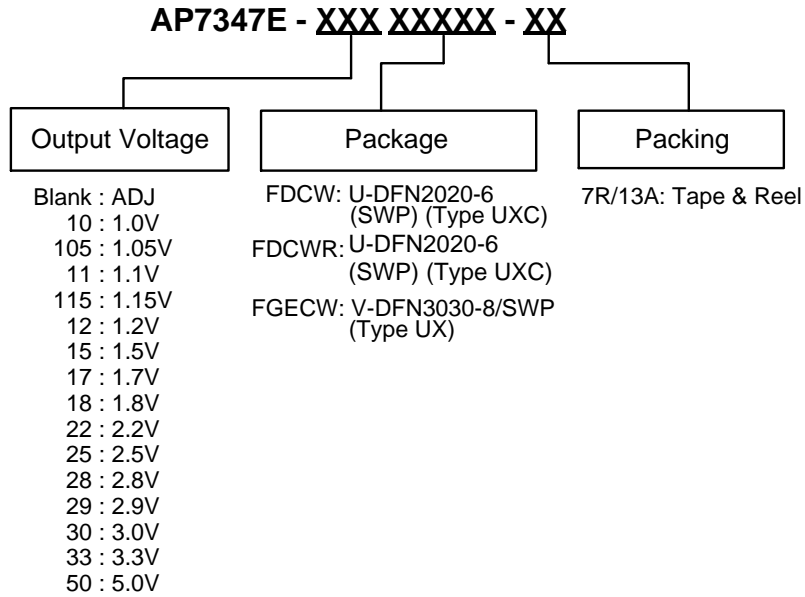 AP7347E - XXX XXXXX - XX
Output Voltage
Blank : ADJ
10 : 1.0V
105 : 1.05V
11 : 1.1V
115 : 1.15V
12 : 1.2V
15 : 1.5V
17 : 1.7V
18 : 1.8V
22 : 2.2V
25 : 2.5V
28 : 2.8V
29 : 2.9V
30 : 3.0V
33 : 3.3V
50 : 5.0V
Package
FDCW: U-DFN2020-6
(SWP) (Type UXC)
FDCWR: U-DFN2020-6
(SWP) (Type UXC)
FGECW: V-DFN3030-8/SWP
(Type UX)
Packing
7R/13A: Tape & Reel